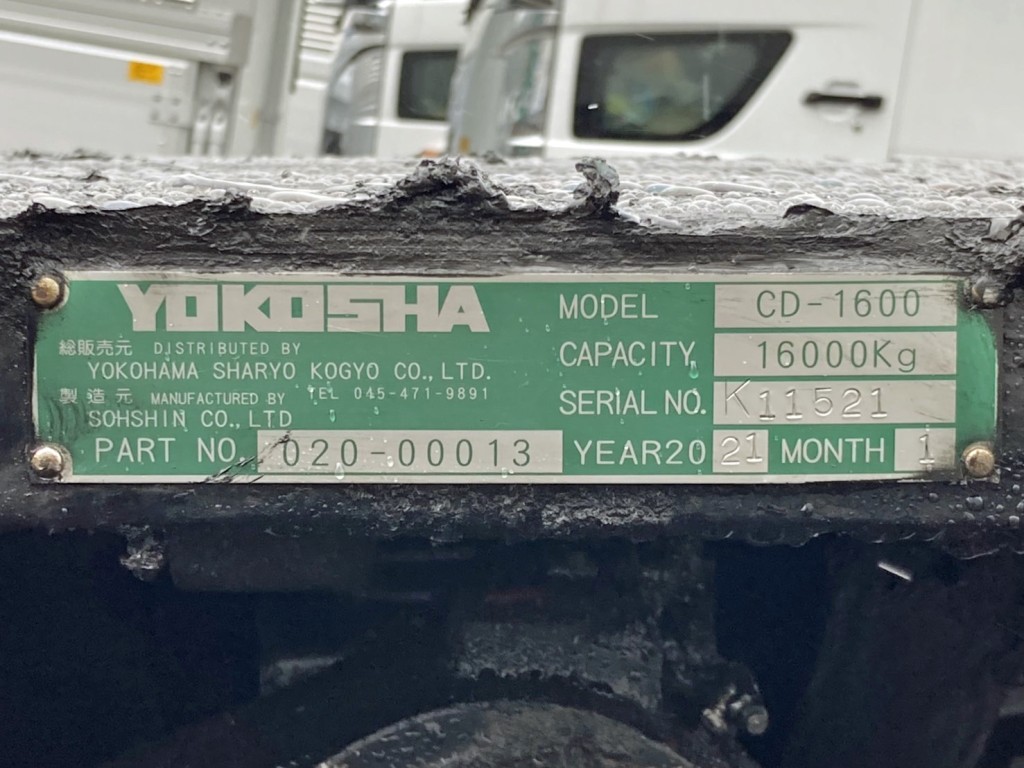 YOKOSHA
総販売元 DISTRIBUTED BY
YOKOHAMA SHARYO KOGYO CO., LTD.
TEL 045-471-9891
製造元 MANUFACTURED BY
SOHSHIN CO., LTD
PART NO. 020-00013
MODEL CD-1600
CAPACITY 16000Kg
SERIAL NO. K11521
YEAR2021 MONTH 1